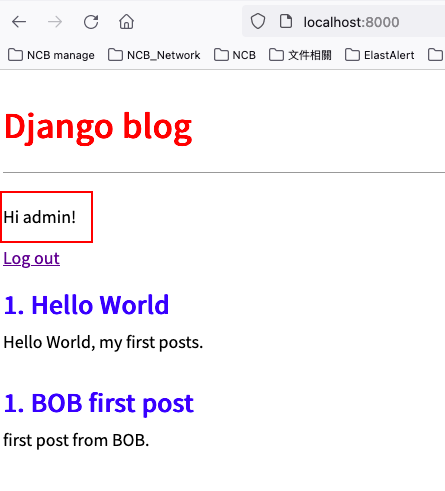 localhost:8000
NCB manage NCB_Network NCB 文件相關 ElastAlert
Django blog
Hi admin!
Log out
1. Hello World
Hello World, my first posts.
1. BOB first post
first post from BOB.